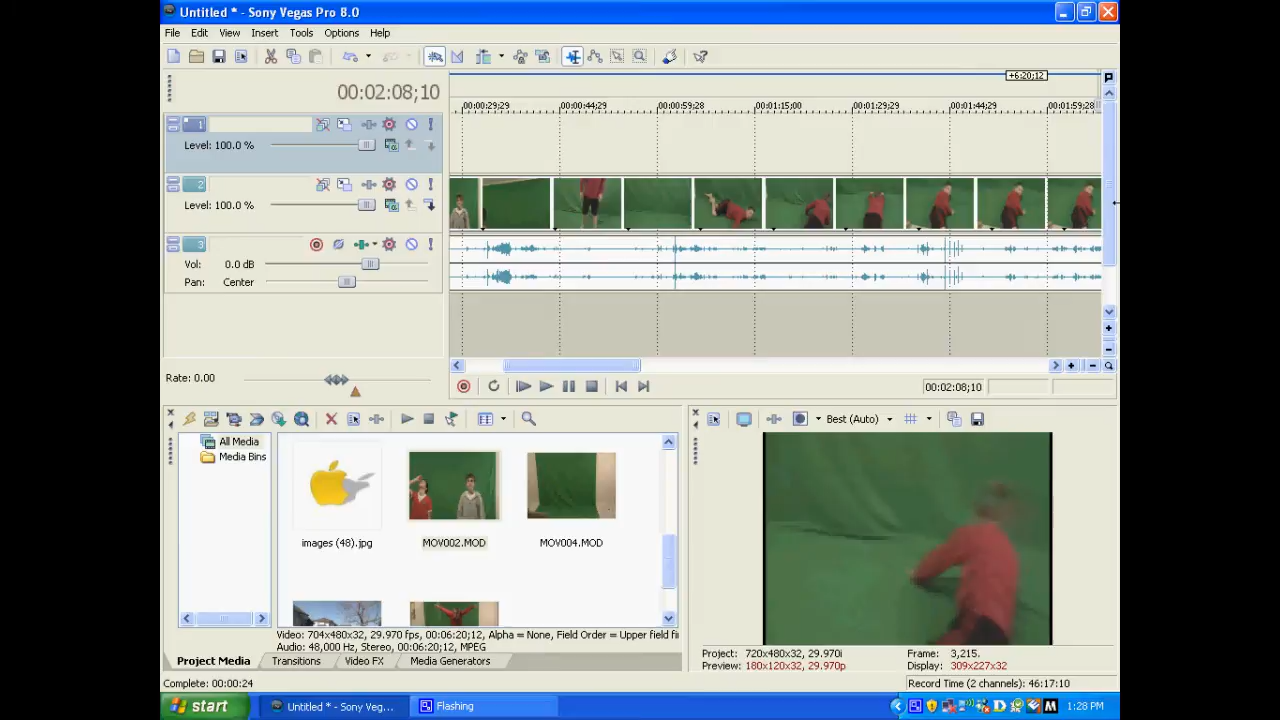 Untitled * - Sony Vegas Pro 8.0
File Edit View Insert Tools Options Help
+6:20;12
00:02:08;10
00:00:29;29 00:00:44;29 00:00:59;28 00:01:15;00 00:01:29;29 00:01:44;29 00:01:59;28
1
Level: 100.0 %
2
Level: 100.0 %
3
Vol: 0.0 dB
Pan: Center
Rate: 0.00
00:02:08;10
All Media
Media Bins
Best (Auto)
images (48).jpg MOV002.MOD MOV004.MOD
Video: 704x480x32, 29.970 fps, 00:06:20;12, Alpha = None, Field Order = Upper field fi
Audio: 48,000 Hz, Stereo, 00:06:20;12, MPEG
Project Media Transitions Video FX Media Generators
Project: 720x480x32, 29.970i Frame: 3,215.
Preview: 180x120x32, 29.970p Display: 309x227x32
Complete: 00:00:24
Record Time (2 channels): 46:17:10
start Untitled * - Sony Veg... Flashing 1:28 PM